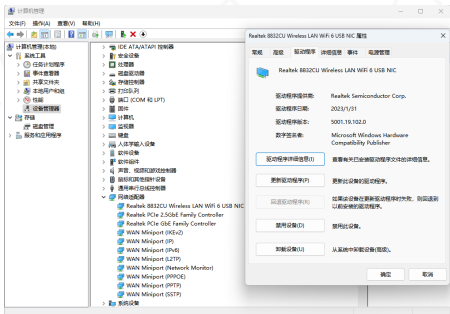 计算机管理
文件(F) 操作(A) 查看(V) 帮助(H)
计算机管理(本地)
系统工具
任务计划程序
事件查看器
共享文件夹
本地用户和组
性能
设备管理器
存储
磁盘管理
服务和应用程序
IDE ATA/ATAPI 控制器
安全设备
处理器
磁盘驱动器
存储控制器
打印队列
端口 (COM 和 LPT)
固件
计算机
监视器
键盘
人体学输入设备
软件设备
软件组件
声音、视频和游戏控制器
鼠标和其他指针设备
通用串行总线控制器
网络适配器
Realtek 8832CU Wireless LAN WiFi 6 USB NIC
Realtek PCIe 2.5GbE Family Controller
Realtek PCIe GbE Family Controller
WAN Miniport (IKEv2)
WAN Miniport (IP)
WAN Miniport (IPv6)
WAN Miniport (L2TP)
WAN Miniport (Network Monitor)
WAN Miniport (PPPOE)
WAN Miniport (PPTP)
WAN Miniport (SSTP)
系统设备
Realtek 8832CU Wireless LAN WiFi 6 USB NIC 属性
常规 高级 驱动程序 详细信息 事件 电源管理
Realtek 8832CU Wireless LAN WiFi 6 USB NIC
驱动程序提供商: Realtek Semiconductor Corp.
驱动程序日期: 2023/1/31
驱动程序版本: 5001.19.102.0
数字签名者: Microsoft Windows Hardware
Compatibility Publisher
驱动程序详细信息(I) 查看有关已安装驱动程序文件的详细信息。
更新驱动程序(P) 更新此设备的驱动程序。
回退驱动程序(R) 如果该设备在更新驱动程序时失败，则回退到
以前安装的驱动程序。
禁用设备(D) 禁用此设备。
卸载设备(U) 从系统中卸载设备(高级)。
确定 取消